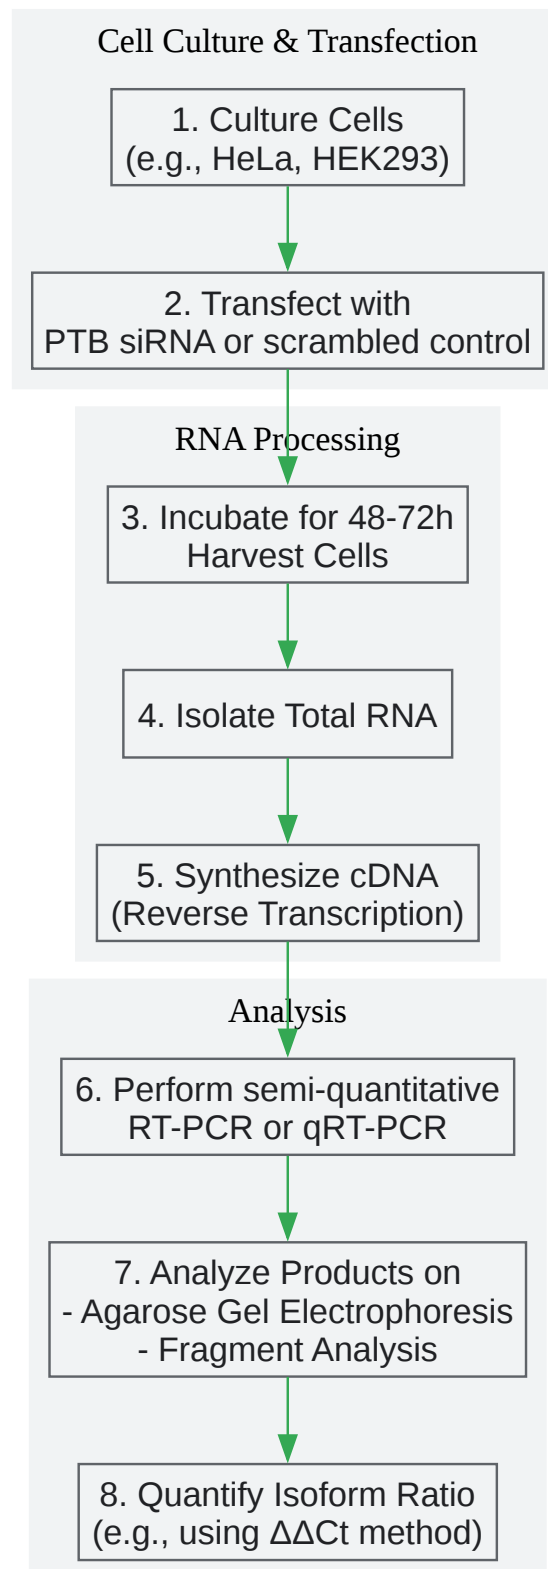 Cell Culture & Transfection
1. Culture Cells
(e.g., HeLa, HEK293)
2. Transfect with
PTB siRNA or scrambled control
RNA Processing
3. Incubate for 48-72h
Harvest Cells
4. Isolate Total RNA
5. Synthesize cDNA
(Reverse Transcription)
Analysis
6. Perform semi-quantitative
RT-PCR or qRT-PCR
7. Analyze Products on
- Agarose Gel Electrophoresis
- Fragment Analysis
8. Quantify Isoform Ratio
(e.g., using ΔΔCt method)